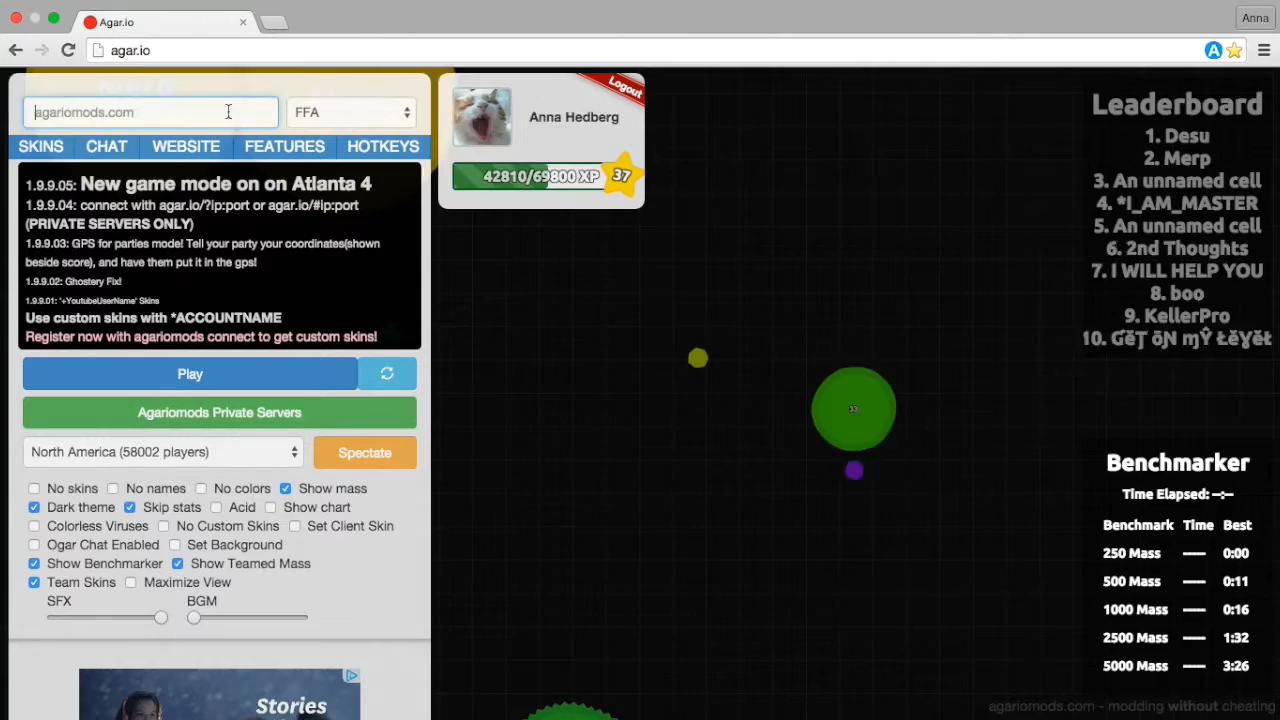 Agar.io
Anna
agar.io
agariomods.com
FFA
SKINS CHAT WEBSITE FEATURES HOTKEYS
1.9.9.05: New game mode on on Atlanta 4
1.9.9.04: connect with agar.io/?ip:port or agar.io/#ip:port
(PRIVATE SERVERS ONLY)
1.9.9.03: GPS for parties mode! Tell your party your coordinates(shown
beside score), and have them put it in the gps!
1.9.9.02: Ghostery Fix!
1.9.9.01: '+YoutubeUserName' Skins
Use custom skins with *ACCOUNTNAME
Register now with agariomods connect to get custom skins!
Play
Agariomods Private Servers
North America (58002 players)
Spectate
No skins No names No colors Show mass
Dark theme Skip stats Acid Show chart
Colorless Viruses No Custom Skins Set Client Skin
Ogar Chat Enabled Set Background
Show Benchmarker Show Teamed Mass
Team Skins Maximize View
SFX BGM
Stories
Logout
Anna Hedberg
42810/69800 XP
37
33
Leaderboard
1. Desu
2. Merp
3. An unnamed cell
4. *I_AM_MASTER
5. An unnamed cell
6. 2nd Thoughts
7. I WILL HELP YOU
8. boo
9. KellerPro
Benchmarker
Time Elapsed: --:--
Benchmark Time Best
250 Mass —— 0:00
500 Mass —— 0:11
1000 Mass —— 0:16
2500 Mass —— 1:32
5000 Mass —— 3:26
agariomods.com - modding without cheating